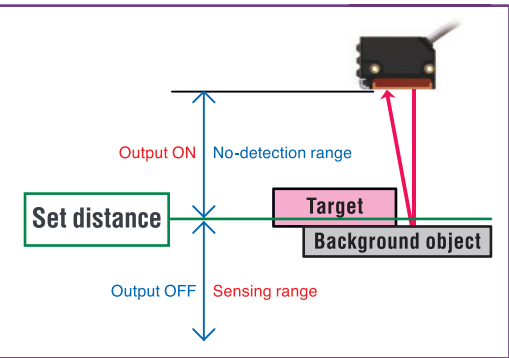 Output ON No-detection range
Set distance
Target
Background object
Output OFF Sensing range